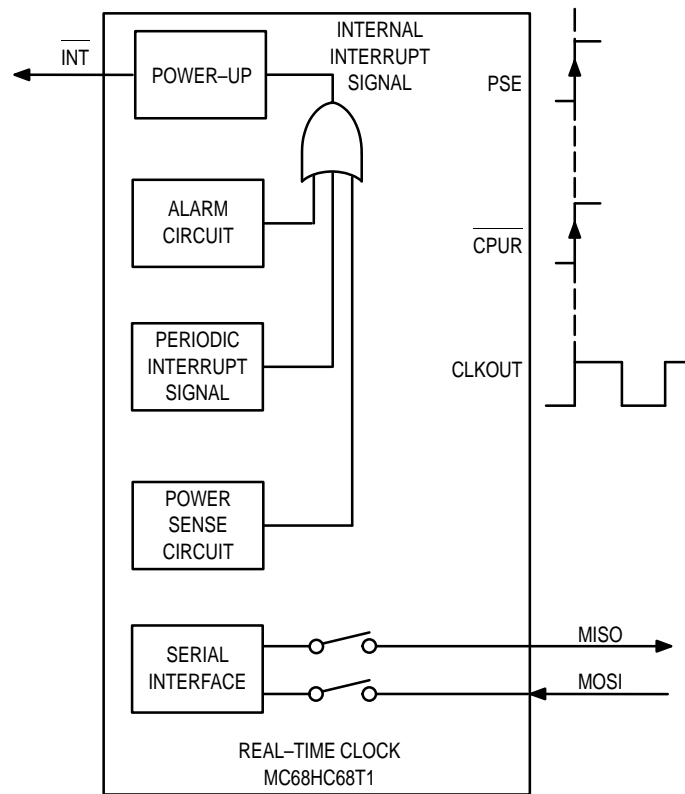 INT
POWER–UP
INTERNAL
INTERRUPT
SIGNAL
PSE
ALARM
CIRCUIT
CPUR
PERIODIC
INTERRUPT
SIGNAL
CLKOUT
POWER
SENSE
CIRCUIT
SERIAL
INTERFACE
MISO
MOSI
REAL–TIME CLOCK
MC68HC68T1